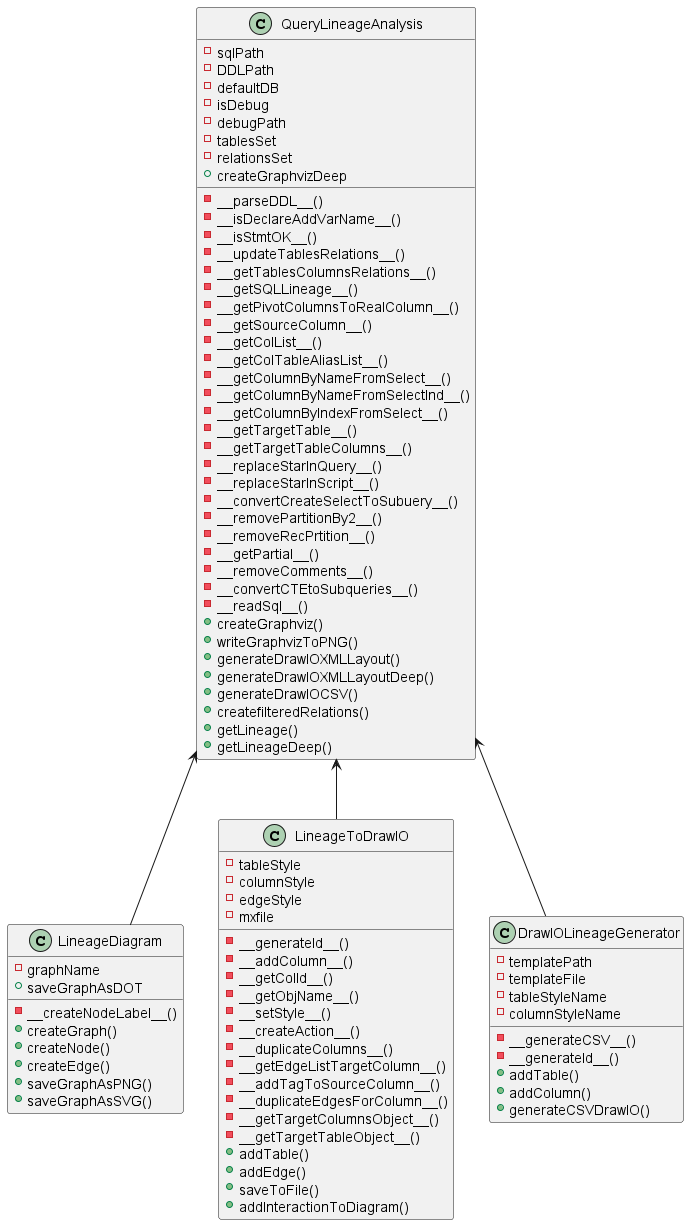 C QueryLineageAnalysis
sqlPath
DDLPath
defaultDB
isDebug
debugPath
tablesSet
relationsSet
createGraphvizDeep
__parseDDL__()
__isDeclareAddVarName__()
__isStmtOK__()
__updateTablesRelations__()
__getTablesColumnsRelations__()
__getSQLLineage__()
__getPivotColumnsToRealColumn__()
__getSourceColumn__()
__getColList__()
__getColTableAliasList__()
__getColumnByNameFromSelect__()
__getColumnByNameFromSelectInd__()
__getColumnByIndexFromSelect__()
__getTargetTable__()
__getTargetTableColumns__()
__replaceStarInQuery__()
__replaceStarInScript__()
__convertCreateSelectToSubuery__()
__removePartitionBy2__()
__removeRecPrtition__()
__getPartial__()
__removeComments__()
__convertCTEtoSubqueries__()
__readSql__()
createGraphviz()
writeGraphvizToPNG()
generateDrawIOXMLLayout()
generateDrawIOXMLLayoutDeep()
generateDrawIOCSV()
createfilteredRelations()
getLineage()
getLineageDeep()
C LineageDiagram
graphName
saveGraphAsDOT
__createNodeLabel__()
createGraph()
createNode()
createEdge()
saveGraphAsPNG()
saveGraphAsSVG()
C LineageToDrawIO
tableStyle
columnStyle
edgeStyle
mxfile
__generateId__()
__addColumn__()
__getColId__()
__getObjName__()
__setStyle__()
__createAction__()
__duplicateColumns__()
__getEdgeListTargetColumn__()
__addTagToSourceColumn__()
__duplicateEdgesForColumn__()
__getTargetColumnsObject__()
__getTargetTableObject__()
addTable()
addEdge()
saveToFile()
addInteractionToDiagram()
C DrawIOLineageGenerator
templatePath
templateFile
tableStyleName
columnStyleName
__generateCSV__()
__generateId__()
addTable()
addColumn()
generateCSVDrawIO()